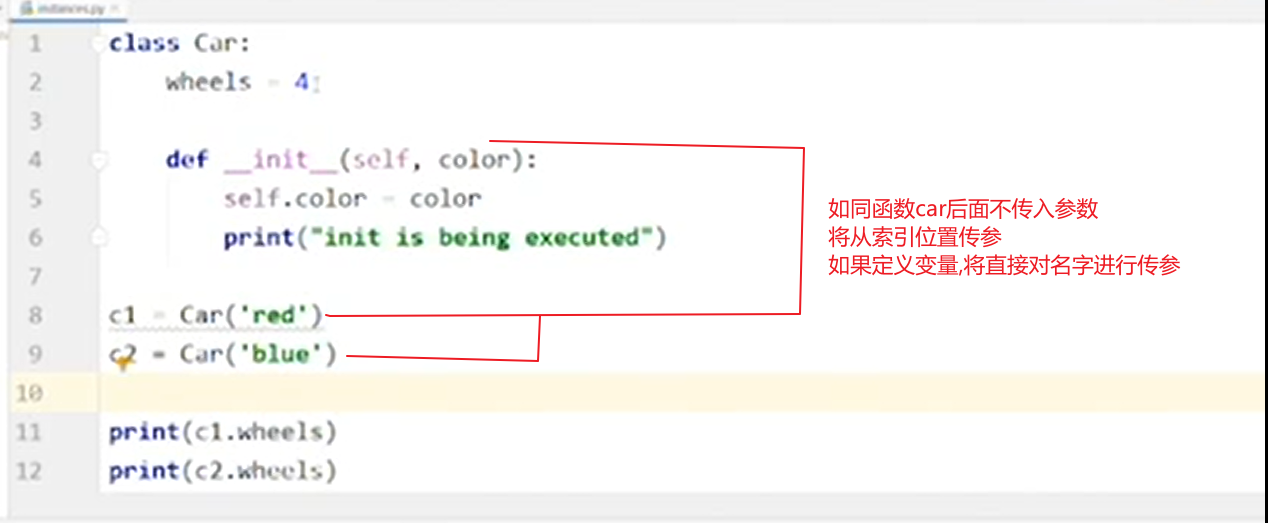 instances.py
1 class Car:
2 wheels = 4
3
4 def __init__(self, color):
5 self.color = color
6 print("init is being executed")
7
8 c1 = Car('red')
9 c2 = Car('blue')
10
11 print(c1.wheels)
12 print(c2.wheels)
如同函数car后面不传入参数
将从索引位置传参
如果定义变量,将直接对名字进行传参